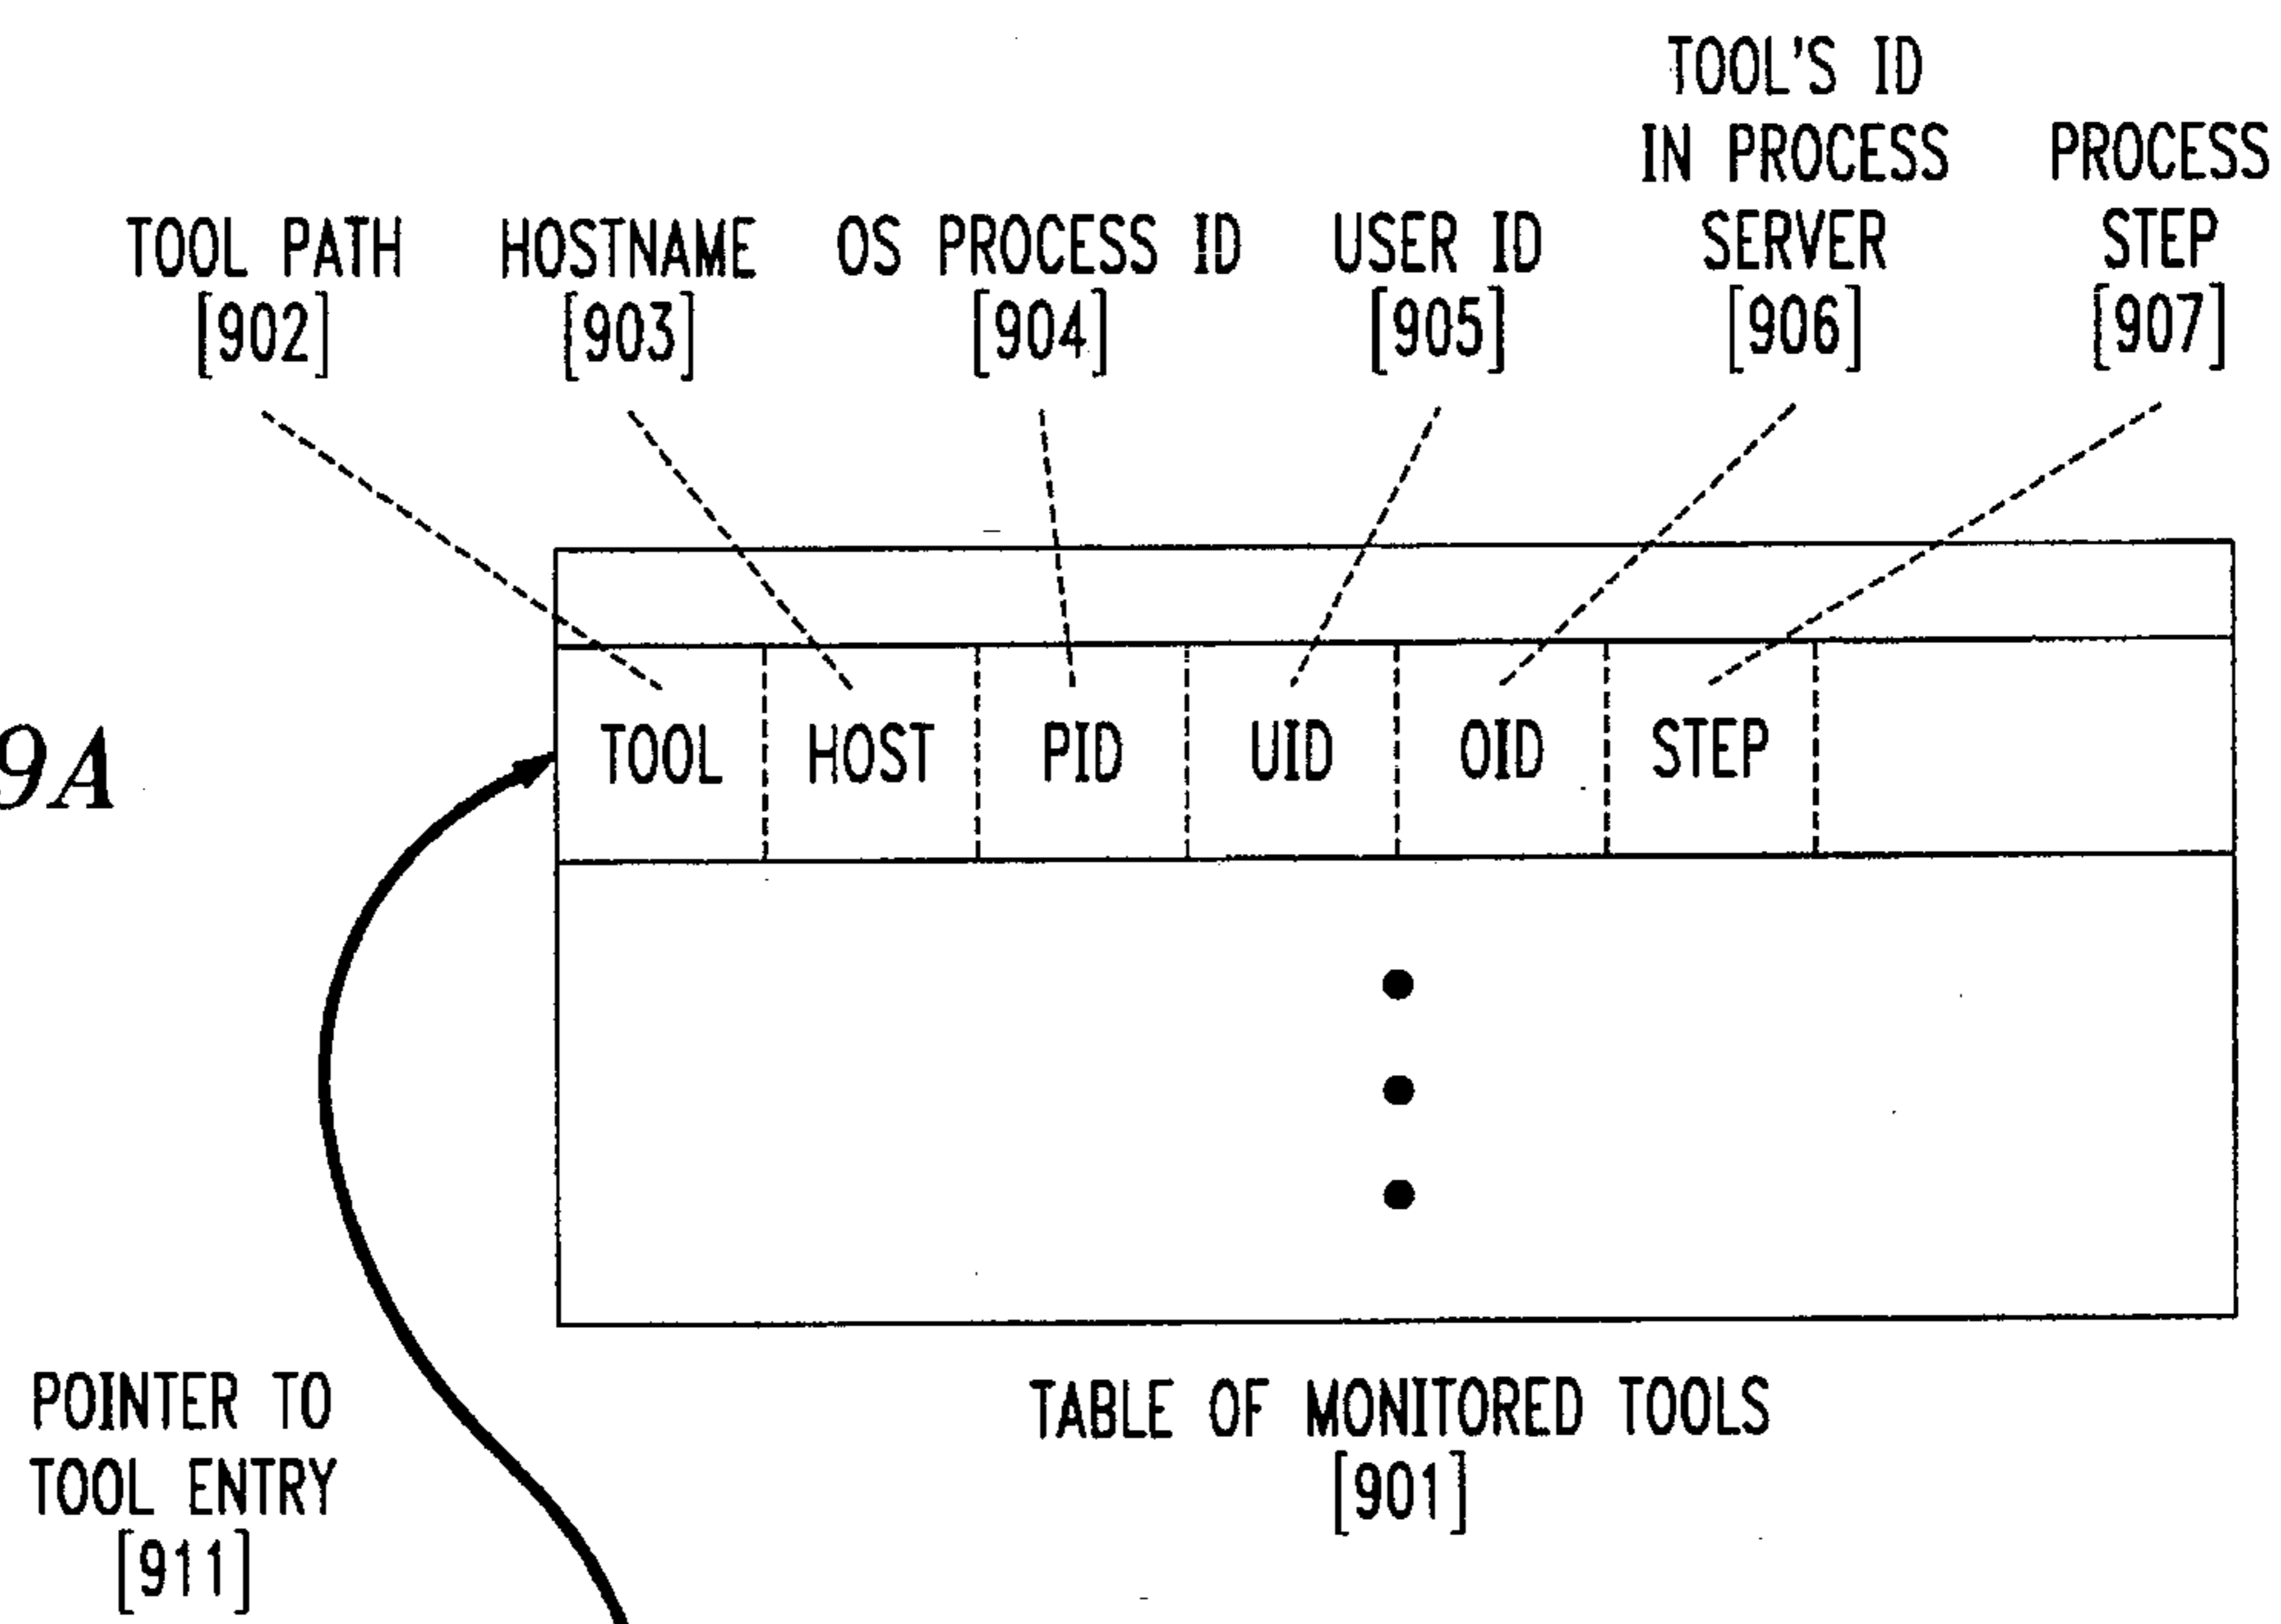 TOOL'S ID
IN PROCESS PROCESS
TOOL PATH HOSTNAME OS PROCESS ID USER ID SERVER STEP
[902] [903] [904] [905] [906] [907]
9A
TOOL HOST PID UID OID STEP
TABLE OF MONITORED TOOLS
[901]
POINTER TO
TOOL ENTRY
[911]